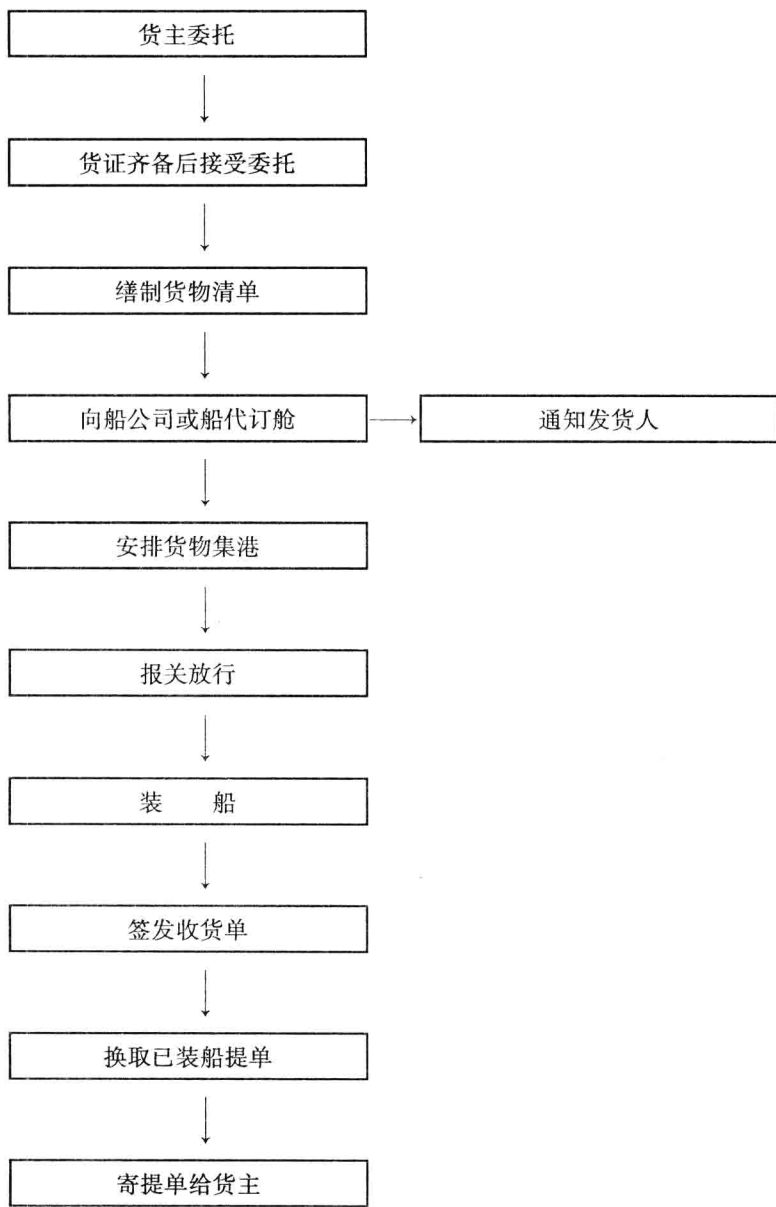 货主委托
货证齐备后接受委托
缮制货物清单
向船公司或船代订舱
通知发货人
安排货物集港
报关放行
装 船
签发收货单
换取已装船提单
寄提单给货主